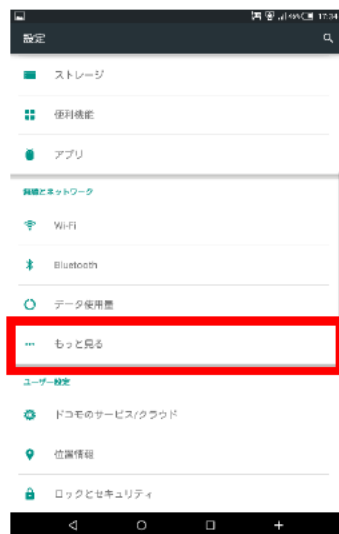 17:34
設定
ストレージ
便利機能
アプリ
無線とネットワーク
Wi-Fi
Bluetooth
データ使用量
もっと見る
ユーザー設定
ドコモのサービス/クラウド
位置情報
ロックとセキュリティ